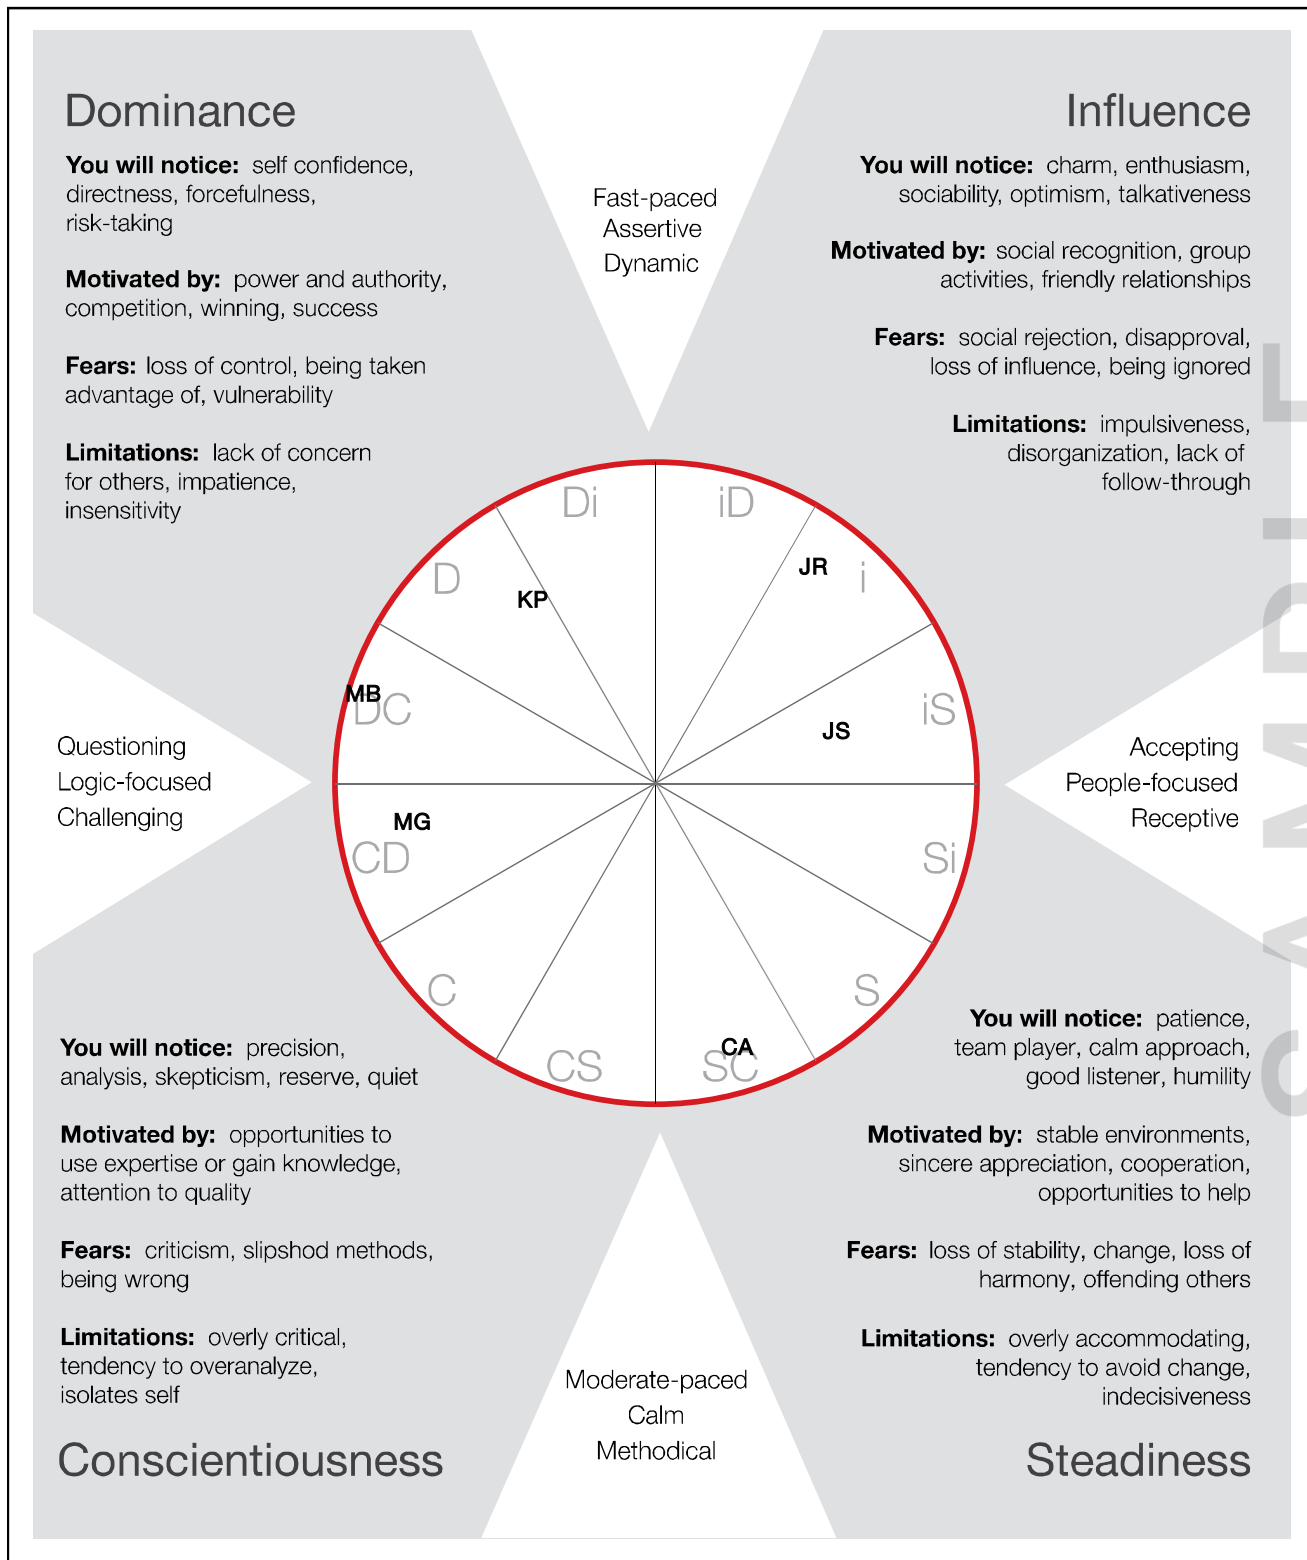 Dominance
You will notice: self confidence,
directness, forcefulness,
risk-taking
Motivated by: power and authority,
competition, winning, success
Fears: loss of control, being taken
advantage of, vulnerability
Limitations: lack of concern
for others, impatience,
insensitivity
Fast-paced
Assertive
Dynamic
Influence
You will notice: charm, enthusiasm,
sociability, optimism, talkativeness
Motivated by: social recognition, group
activities, friendly relationships
Fears: social rejection, disapproval,
loss of influence, being ignored
Limitations: impulsiveness,
disorganization, lack of
follow-through
Di
iD
D
KP
JR
i
MB
DC
JS
iS
MG
CD
Si
C
S
CS
CA
SC
Questioning
Logic-focused
Challenging
Accepting
People-focused
Receptive
SAMPLE
You will notice: precision,
analysis, skepticism, reserve, quiet
Motivated by: opportunities to
use expertise or gain knowledge,
attention to quality
Fears: criticism, slipshod methods,
being wrong
Limitations: overly critical,
tendency to overanalyze,
isolates self
Conscientiousness
Moderate-paced
Calm
Methodical
You will notice: patience,
team player, calm approach,
good listener, humility
Motivated by: stable environments,
sincere appreciation, cooperation,
opportunities to help
Fears: loss of stability, change, loss of
harmony, offending others
Limitations: overly accommodating,
tendency to avoid change,
indecisiveness
Steadiness